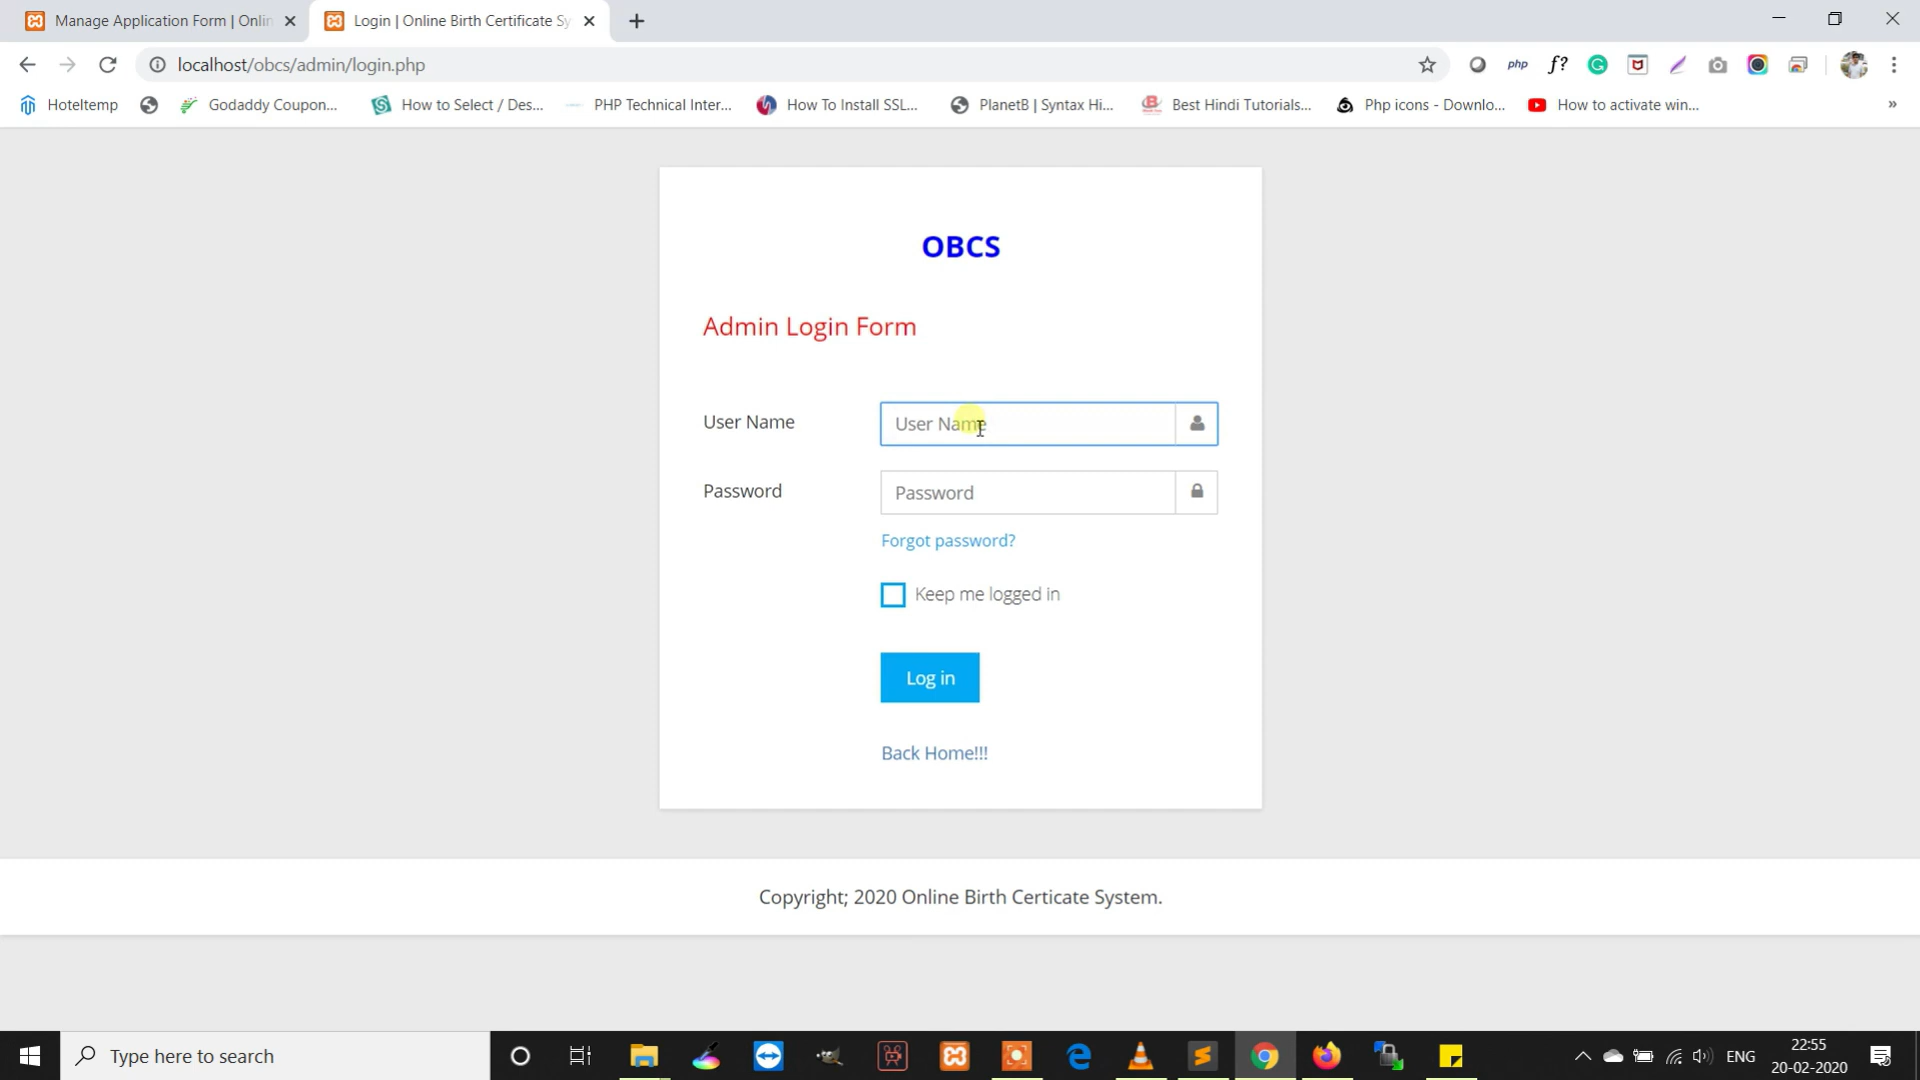 Manage Application Form | Onlin
Login | Online Birth Certificate Sy
localhost/obcs/admin/login.php
php
f?
Hoteltemp
Godaddy Coupon...
How to Select / Des...
PHP Technical Inter...
How To Install SSL...
PlanetB | Syntax Hi...
Best Hindi Tutorials...
Php icons - Downlo...
How to activate win...
»
OBCS
Admin Login Form
User Name
User Name
Password
Password
Forgot password?
Keep me logged in
Log in
Back Home!!!
Copyright; 2020 Online Birth Certicate System.
Type here to search
ENG
22:55
20-02-2020